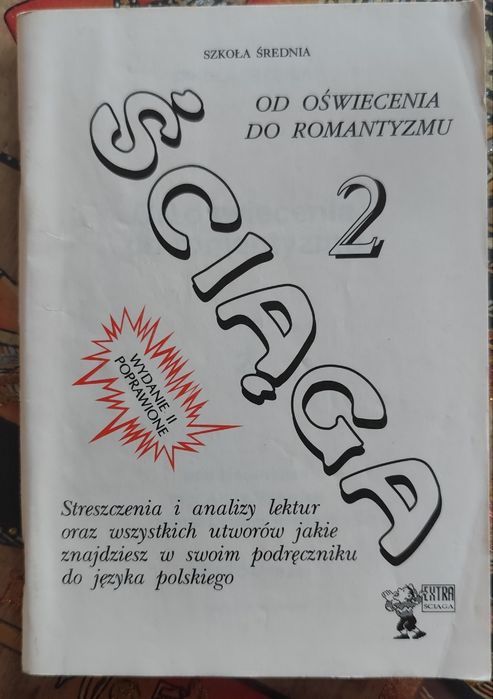 SZKOŁA ŚREDNIA
OD OŚWIECENIA
DO ROMANTYZMU
2
ŚCIĄGA
WYDANIE II
POPRAWIONE
Streszczenia i analizy lektur
oraz wszystkich utworów jakie
znajdziesz w swoim podręczniku
do języka polskiego
EXTRA
ŚCIĄGA